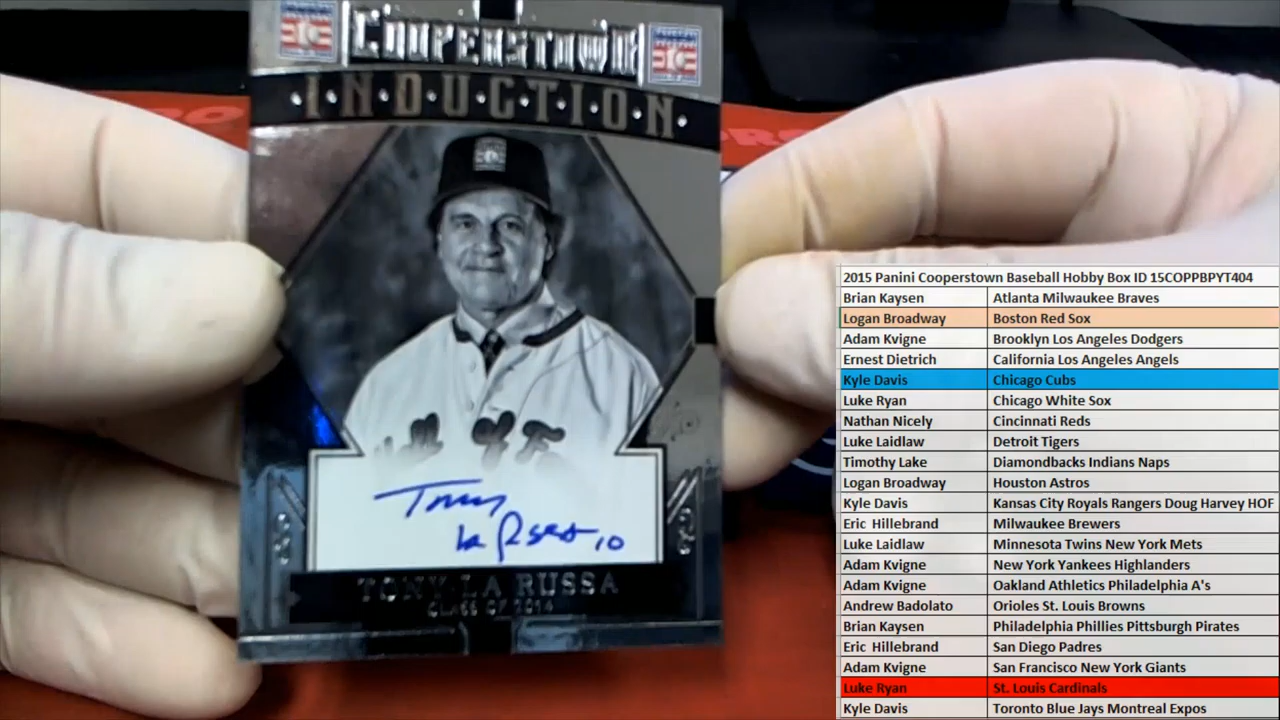 COOPERSTOWN
I·N·D·U·C·T·I·O·N
Tony
La Russa 10
TONY LA RUSSA
CLASS OF 2014
2015 Panini Cooperstown Baseball Hobby Box ID 15COPPBPYT404
Brian Kaysen Atlanta Milwaukee Braves
Logan Broadway Boston Red Sox
Adam Kvigne Brooklyn Los Angeles Dodgers
Ernest Dietrich California Los Angeles Angels
Kyle Davis Chicago Cubs
Luke Ryan Chicago White Sox
Nathan Nicely Cincinnati Reds
Luke Laidlaw Detroit Tigers
Timothy Lake Diamondbacks Indians Naps
Logan Broadway Houston Astros
Kyle Davis Kansas City Royals Rangers Doug Harvey HOF
Eric Hillebrand Milwaukee Brewers
Luke Laidlaw Minnesota Twins New York Mets
Adam Kvigne New York Yankees Highlanders
Adam Kvigne Oakland Athletics Philadelphia A's
Andrew Badolato Orioles St. Louis Browns
Brian Kaysen Philadelphia Phillies Pittsburgh Pirates
Eric Hillebrand San Diego Padres
Adam Kvigne San Francisco New York Giants
Luke Ryan St. Louis Cardinals
Kyle Davis Toronto Blue Jays Montreal Expos